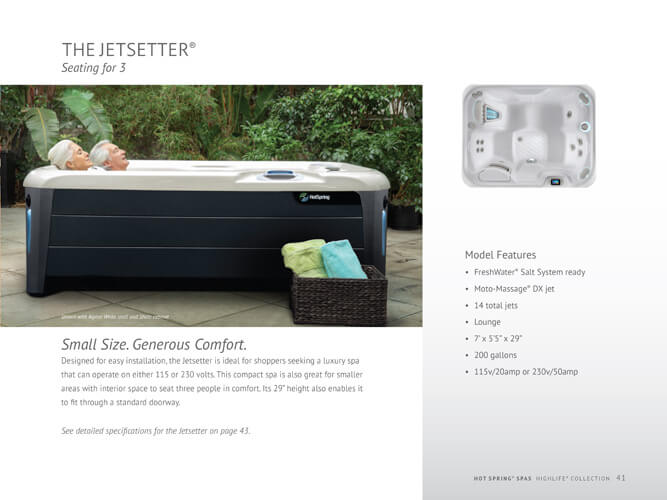 THE JETSETTER®
Seating for 3
HotSpring
Shown with Alpine White shell and Slate cabinet
Small Size. Generous Comfort.
Designed for easy installation, the Jetsetter is ideal for shoppers seeking a luxury spa
that can operate on either 115 or 230 volts. This compact spa is also great for smaller
areas with interior space to seat three people in comfort. Its 29” height also enables it
to fit through a standard doorway.
See detailed specifications for the Jetsetter on page 43.
Model Features
• FreshWater® Salt System ready
• Moto-Massage® DX jet
• 14 total jets
• Lounge
• 7' x 5'5" x 29"
• 200 gallons
• 115v/20amp or 230v/50amp
HOT SPRING® SPAS HIGHLIFE® COLLECTION 41